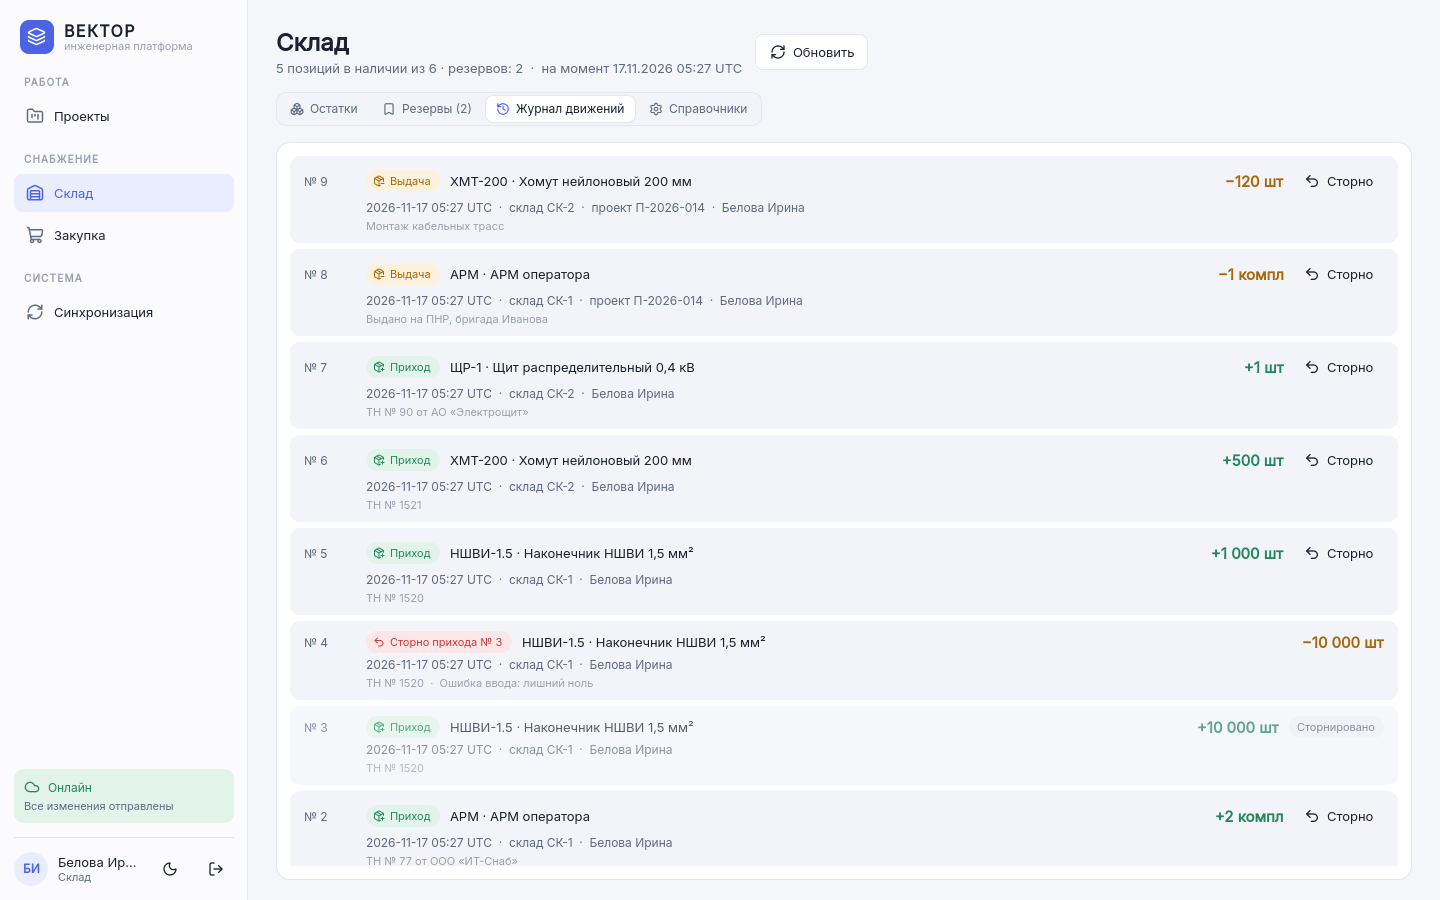 ВЕКТОР
инженерная платформа
РАБОТА
Проекты
СНАБЖЕНИЕ
Склад
Закупка
СИСТЕМА
Синхронизация
Онлайн
Все изменения отправлены
БИ
Белова Ир...
Склад
Склад
5 позиций в наличии из 6 · резервов: 2 · на момент 17.11.2026 05:27 UTC
Обновить
Остатки
Резервы (2)
Журнал движений
Справочники
№ 9 Выдача ХМТ-200 · Хомут нейлоновый 200 мм −120 шт Сторно
2026-11-17 05:27 UTC · склад СК-2 · проект П-2026-014 · Белова Ирина
Монтаж кабельных трасс
№ 8 Выдача АРМ · АРМ оператора −1 компл Сторно
2026-11-17 05:27 UTC · склад СК-1 · проект П-2026-014 · Белова Ирина
Выдано на ПНР, бригада Иванова
№ 7 Приход ЩР-1 · Щит распределительный 0,4 кВ +1 шт Сторно
2026-11-17 05:27 UTC · склад СК-2 · Белова Ирина
ТН № 90 от АО «Электрощит»
№ 6 Приход ХМТ-200 · Хомут нейлоновый 200 мм +500 шт Сторно
2026-11-17 05:27 UTC · склад СК-2 · Белова Ирина
ТН № 1521
№ 5 Приход НШВИ-1.5 · Наконечник НШВИ 1,5 мм² +1 000 шт Сторно
2026-11-17 05:27 UTC · склад СК-1 · Белова Ирина
ТН № 1520
№ 4 Сторно прихода № 3 НШВИ-1.5 · Наконечник НШВИ 1,5 мм² −10 000 шт
2026-11-17 05:27 UTC · склад СК-1 · Белова Ирина
ТН № 1520 · Ошибка ввода: лишний ноль
№ 3 Приход НШВИ-1.5 · Наконечник НШВИ 1,5 мм² +10 000 шт Сторнировано
2026-11-17 05:27 UTC · склад СК-1 · Белова Ирина
ТН № 1520
№ 2 Приход АРМ · АРМ оператора +2 компл Сторно
2026-11-17 05:27 UTC · склад СК-1 · Белова Ирина
ТН № 77 от ООО «ИТ-Снаб»